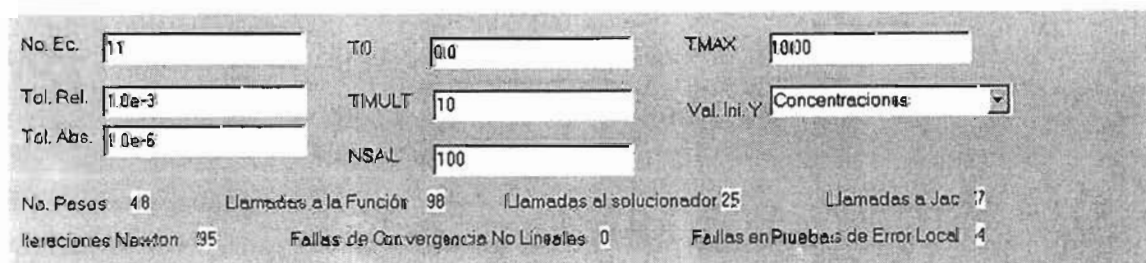 No. Ec. 11 T0 0.0 TMAX 1000
Tol. Rel. 1.0e-3 TMULT 10 Val. Ini. Y Concentraciones
Tol. Abs. 1.0e-6
NSAL 100
No. Pasos 48 Llamadas a la Función 98 Llamadas al solucionador 25 Llamadas a Jac 7
Iteraciones Newton 95 Fallas de Convergencia No Lineales 0 Fallas en Pruebas de Error Local 4